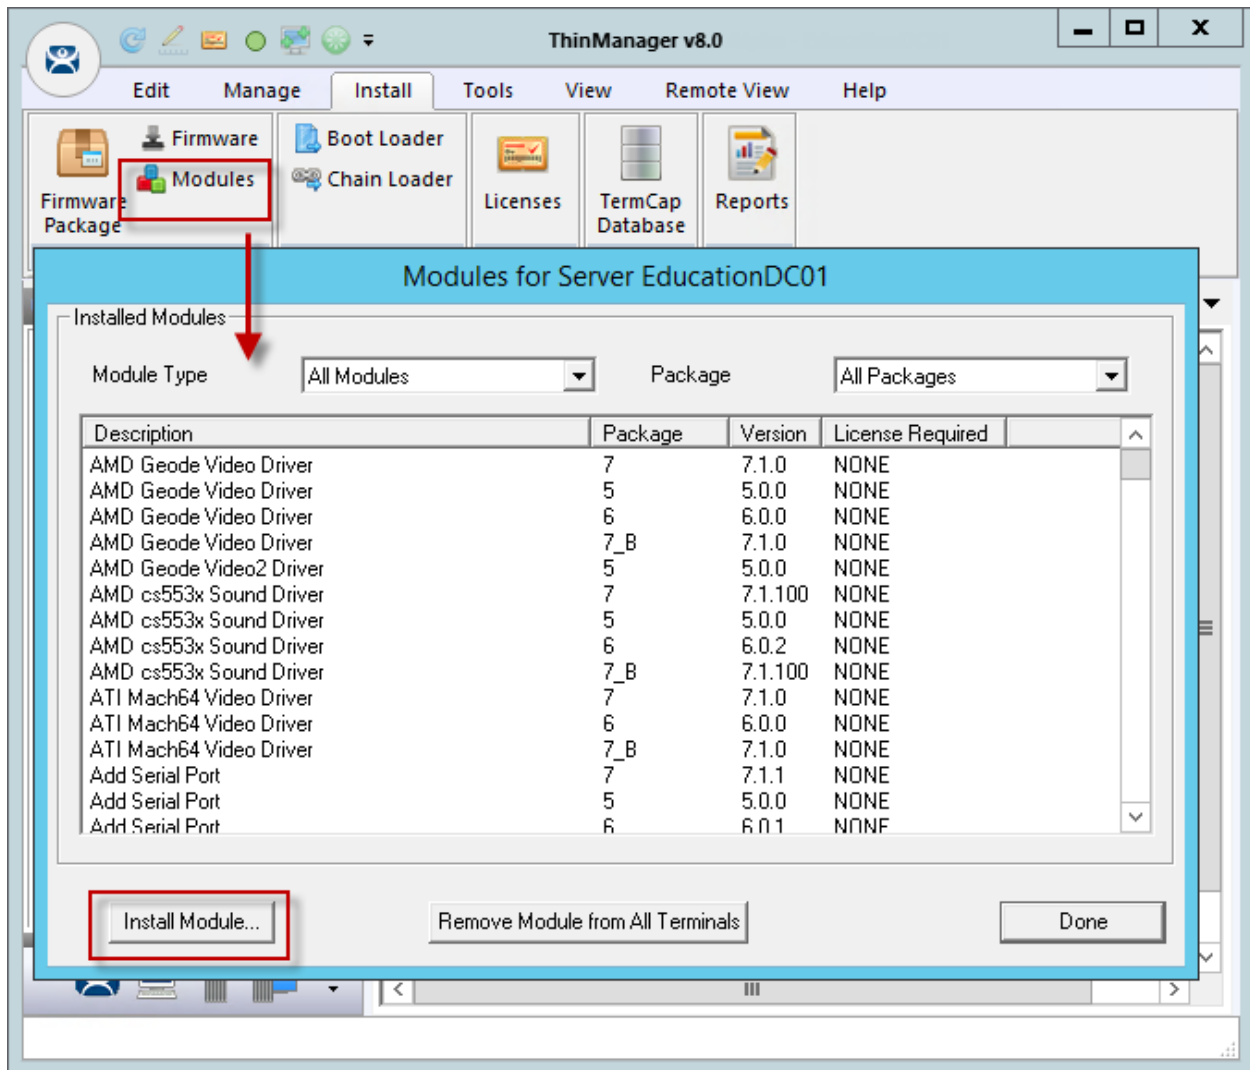 ThinManager v8.0
Edit Manage Install Tools View Remote View Help
Firmware Package
Firmware
Modules
Boot Loader
Chain Loader
Licenses
TermCap Database
Reports
Modules for Server EducationDC01
Installed Modules
Module Type All Modules Package All Packages
Description Package Version License Required
AMD Geode Video Driver 7 7.1.0 NONE
AMD Geode Video Driver 5 5.0.0 NONE
AMD Geode Video Driver 6 6.0.0 NONE
AMD Geode Video Driver 7_B 7.1.0 NONE
AMD Geode Video2 Driver 5 5.0.0 NONE
AMD cs553x Sound Driver 7 7.1.100 NONE
AMD cs553x Sound Driver 5 5.0.0 NONE
AMD cs553x Sound Driver 6 6.0.2 NONE
AMD cs553x Sound Driver 7_B 7.1.100 NONE
ATI Mach64 Video Driver 7 7.1.0 NONE
ATI Mach64 Video Driver 6 6.0.0 NONE
ATI Mach64 Video Driver 7_B 7.1.0 NONE
Add Serial Port 7 7.1.1 NONE
Add Serial Port 5 5.0.0 NONE
Add Serial Port 6 6.0.1 NONE
Install Module... Remove Module from All Terminals Done